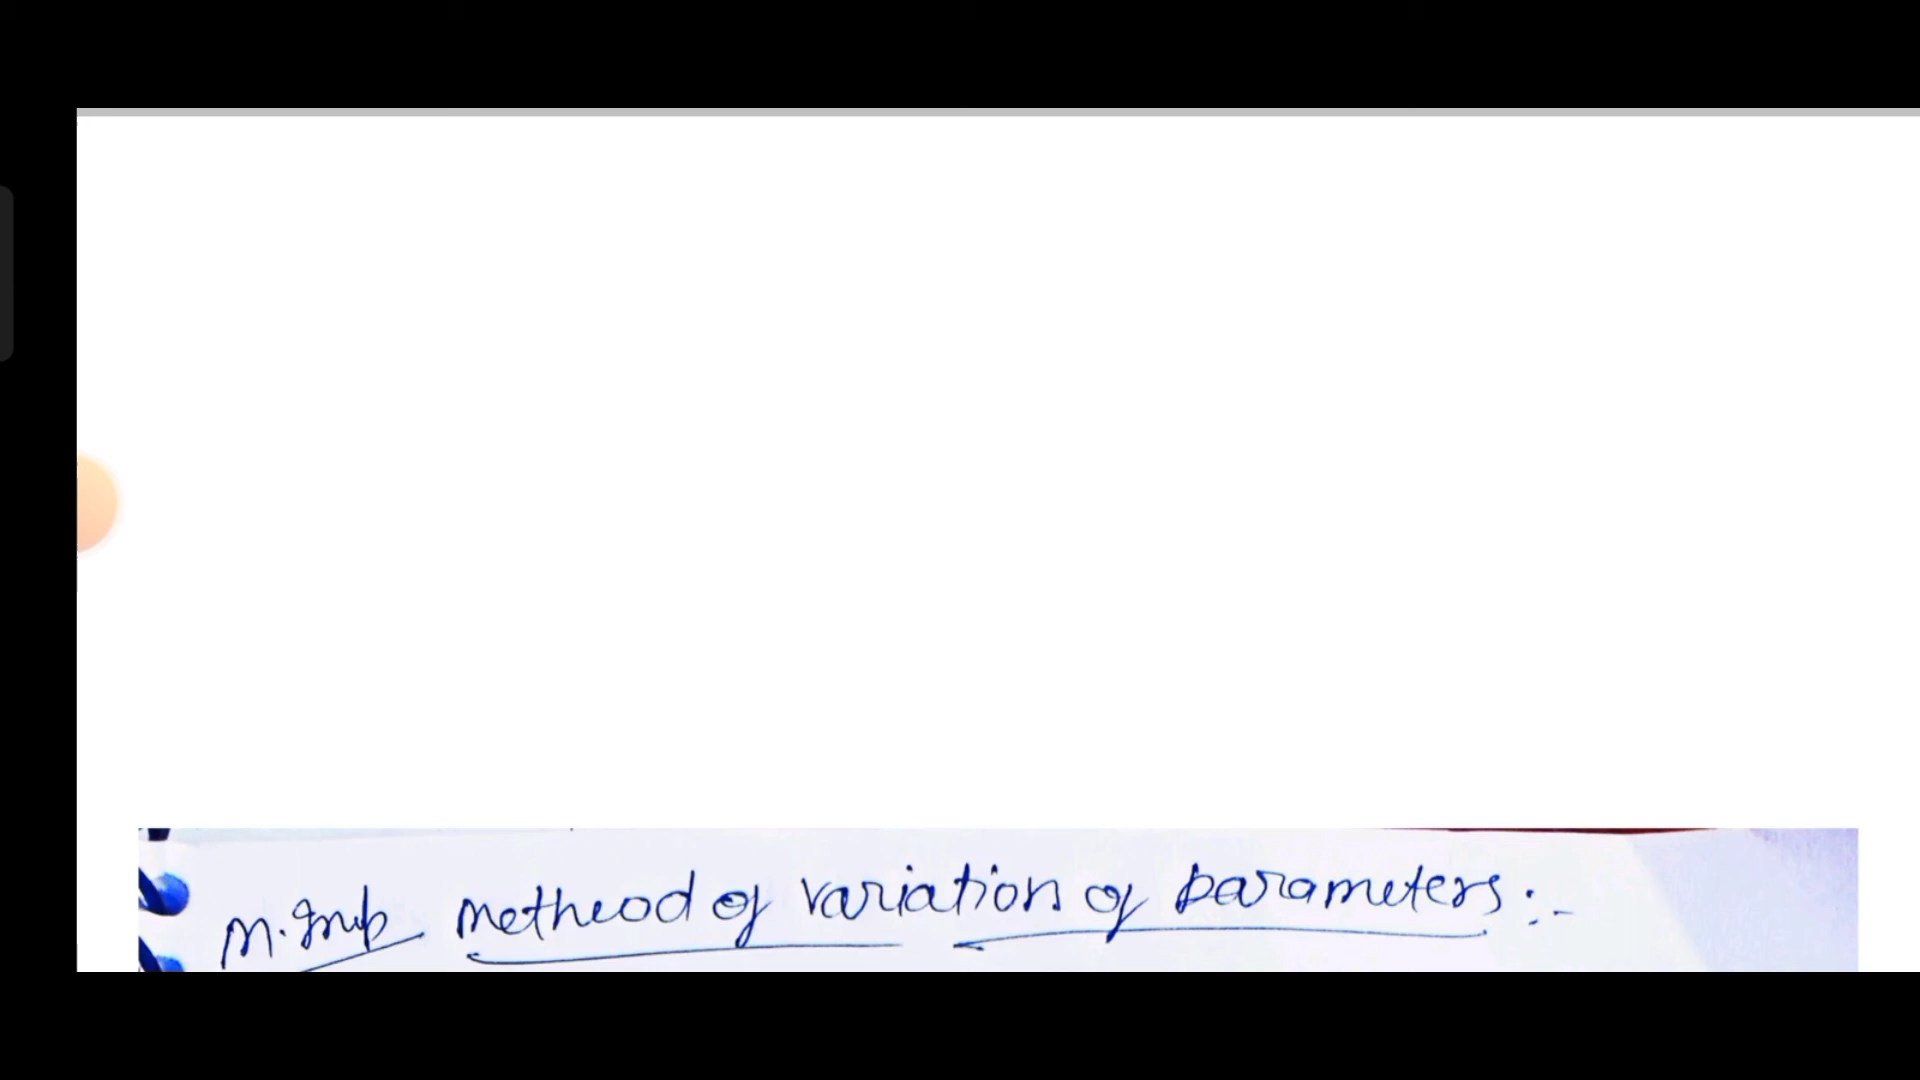 M. Imp Metheod of variation of parameters :-